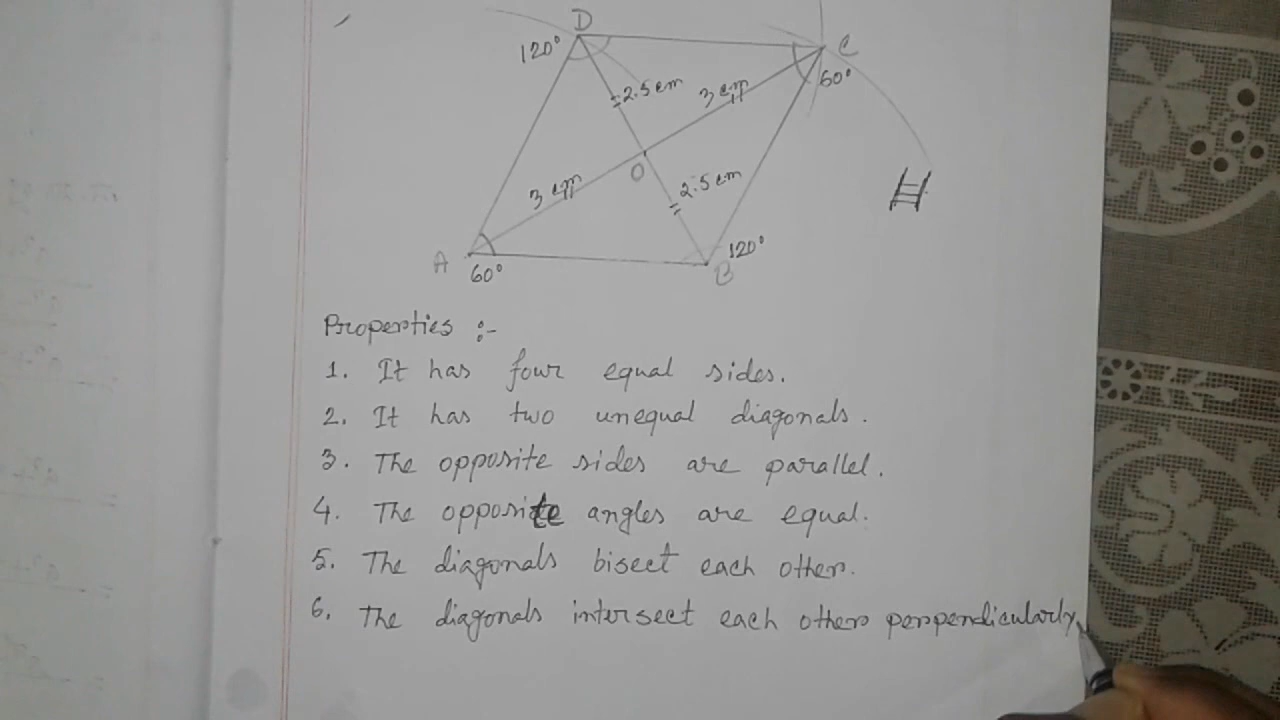 D
120°
C
60°
2.5 cm
3 cm
O
2.5 cm
3 cm
A
60°
120°
B
Properties :-
1. It has four equal sides.
2. It has two unequal diagonals.
3. The opposite sides are parallel.
4. The opposite angles are equal.
5. The diagonals bisect each other.
6. The diagonals intersect each others perpendicularly